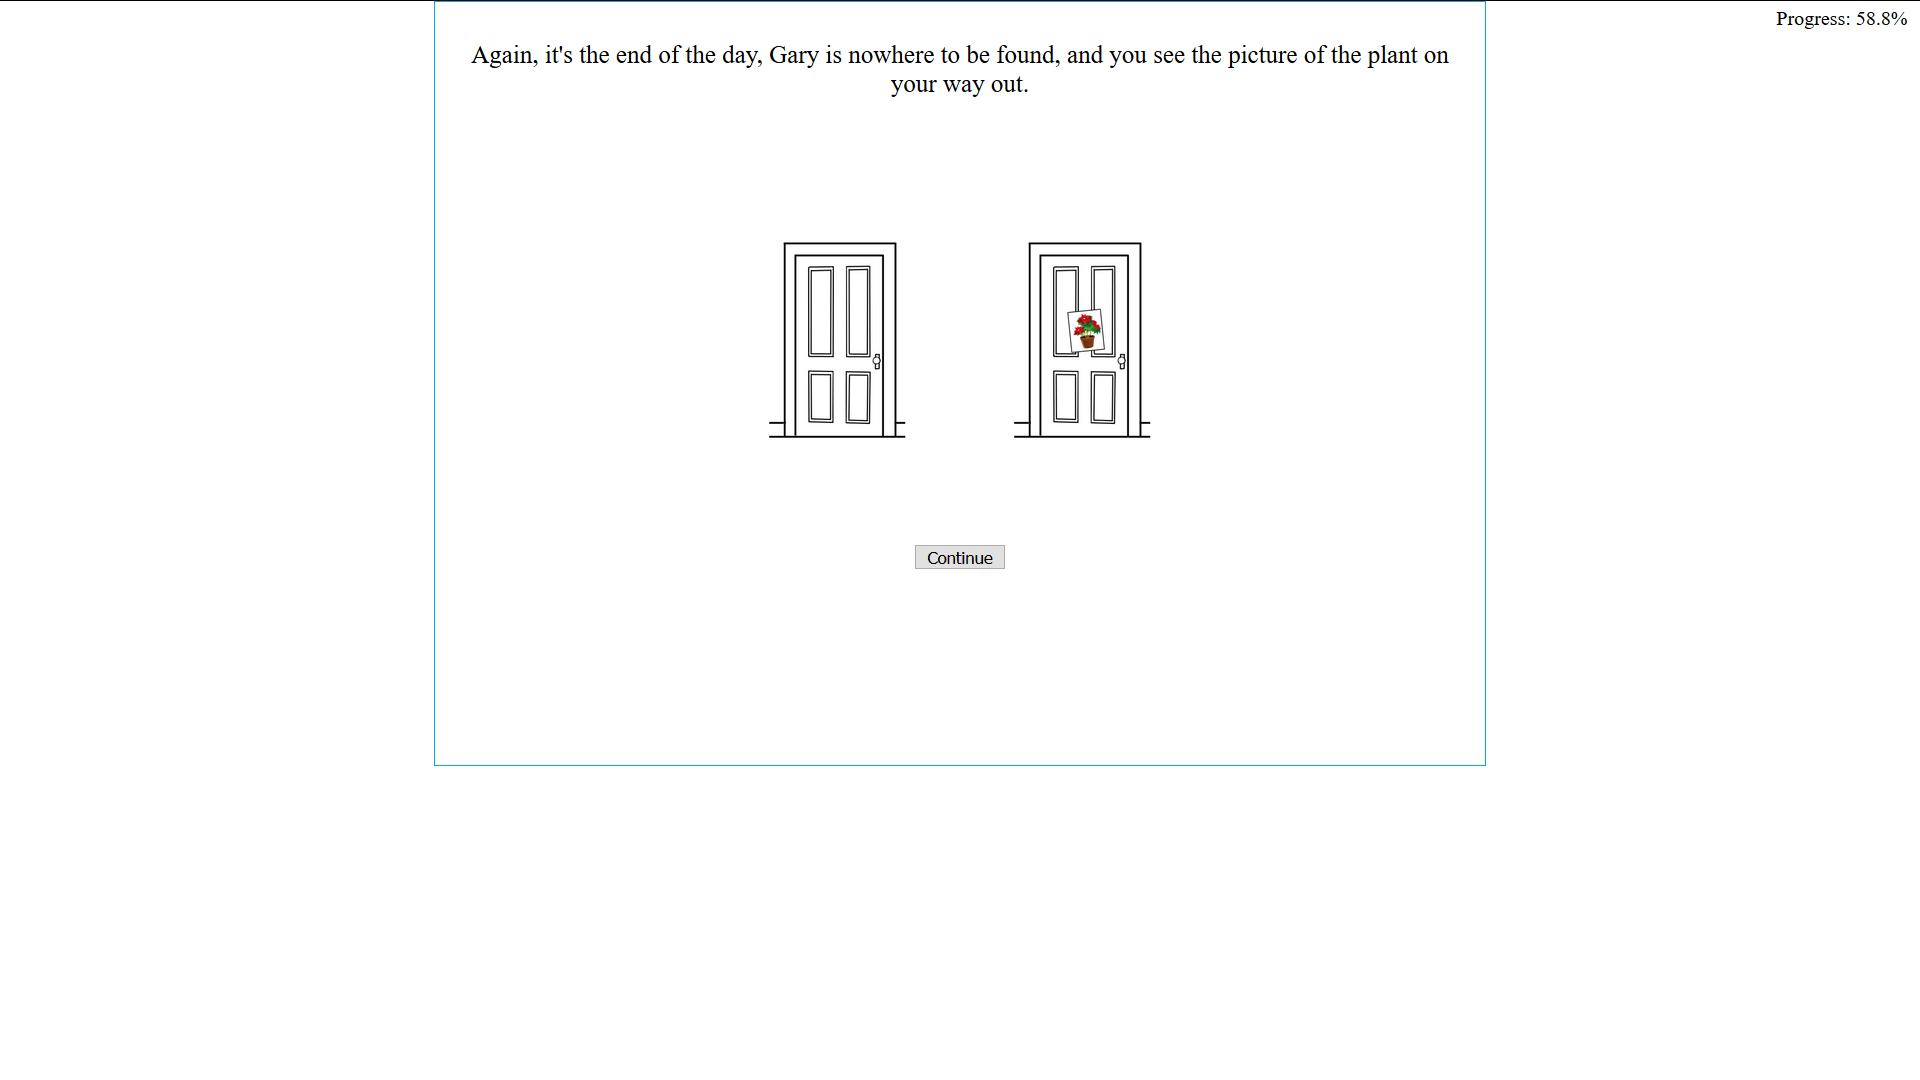 Progress: 58.8%
Again, it's the end of the day, Gary is nowhere to be found, and you see the picture of the plant on
your way out.
Continue